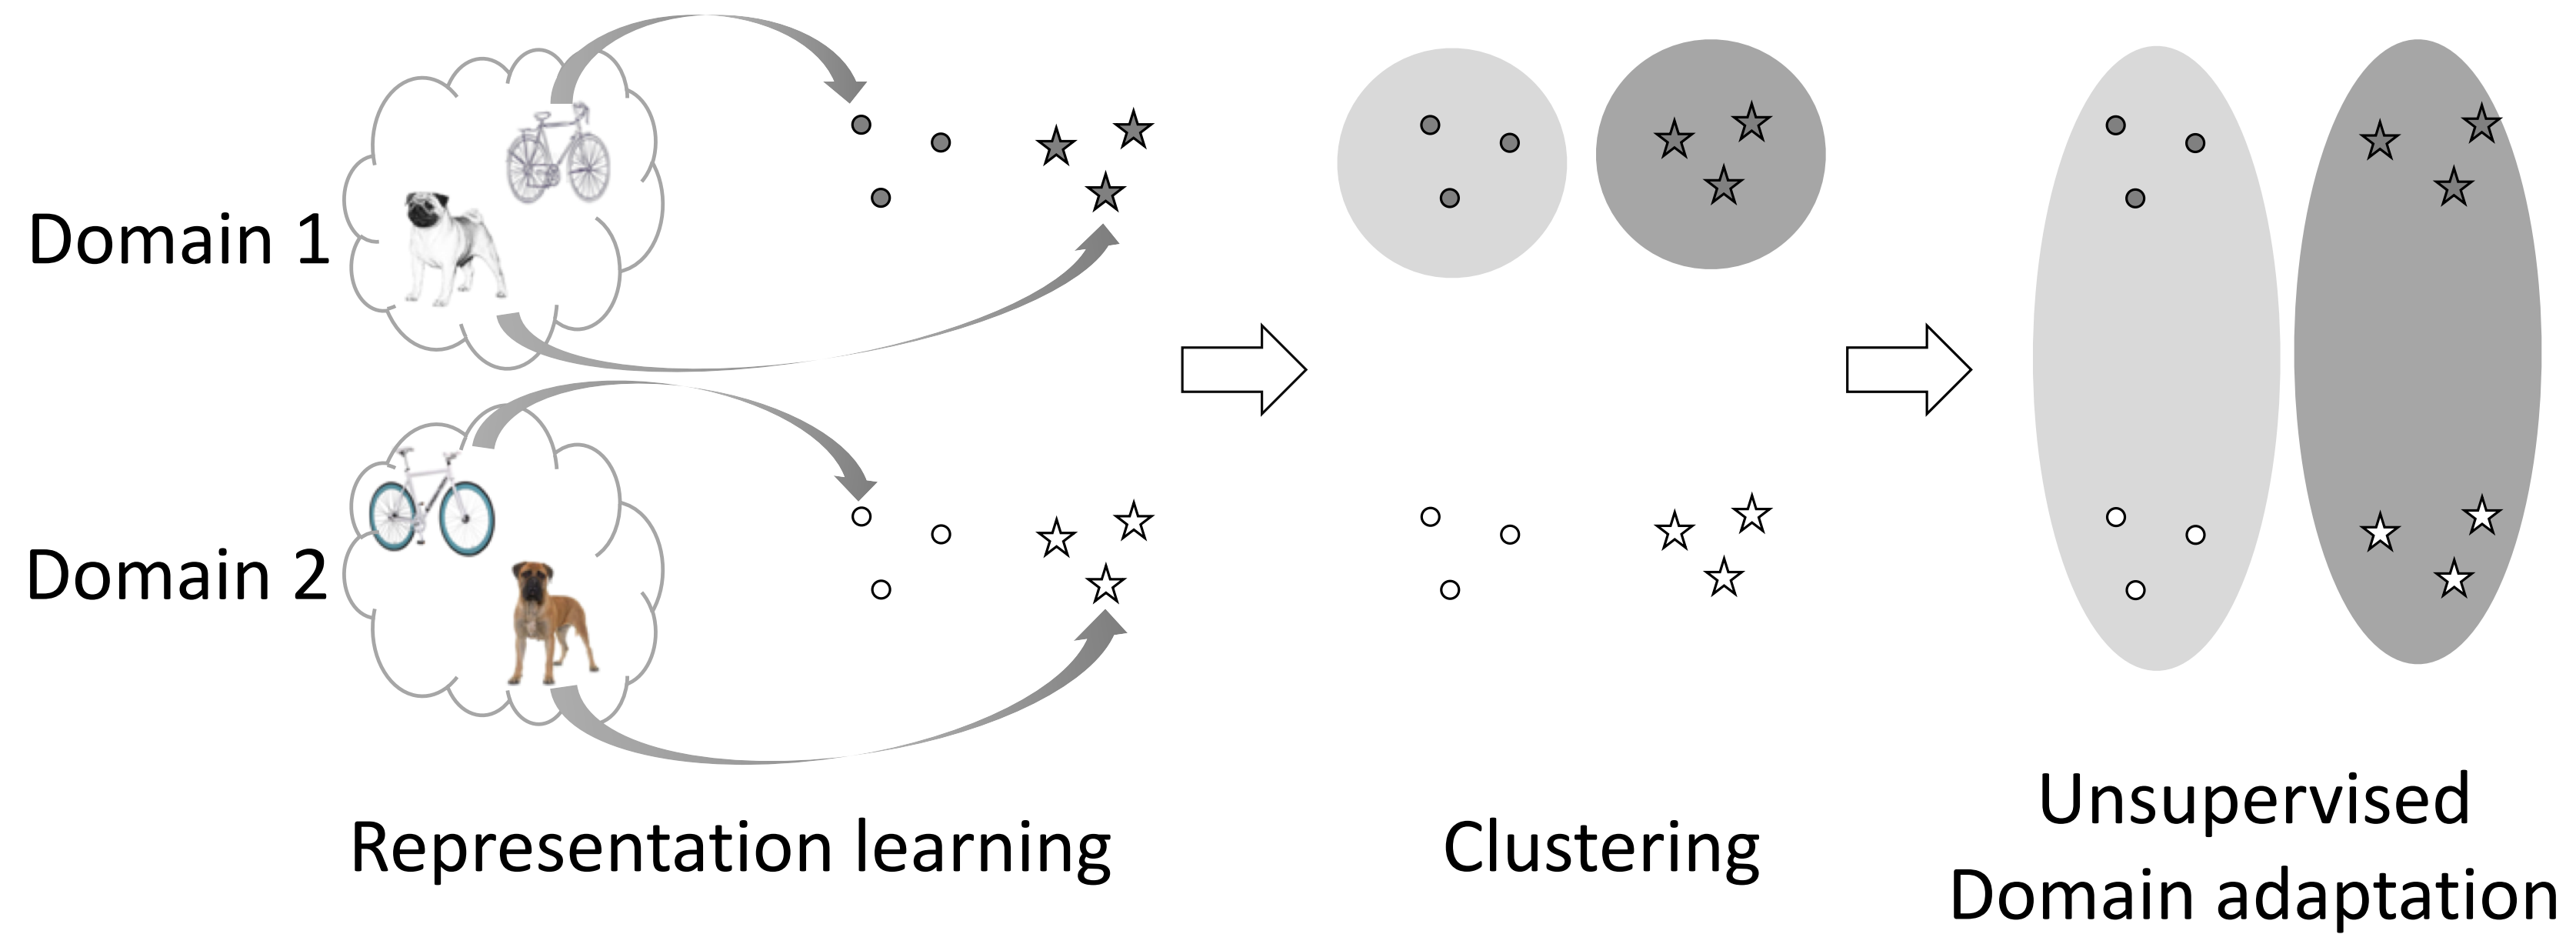 Domain 1
Domain 2
Representation learning
Clustering
Unsupervised
Domain adaptation